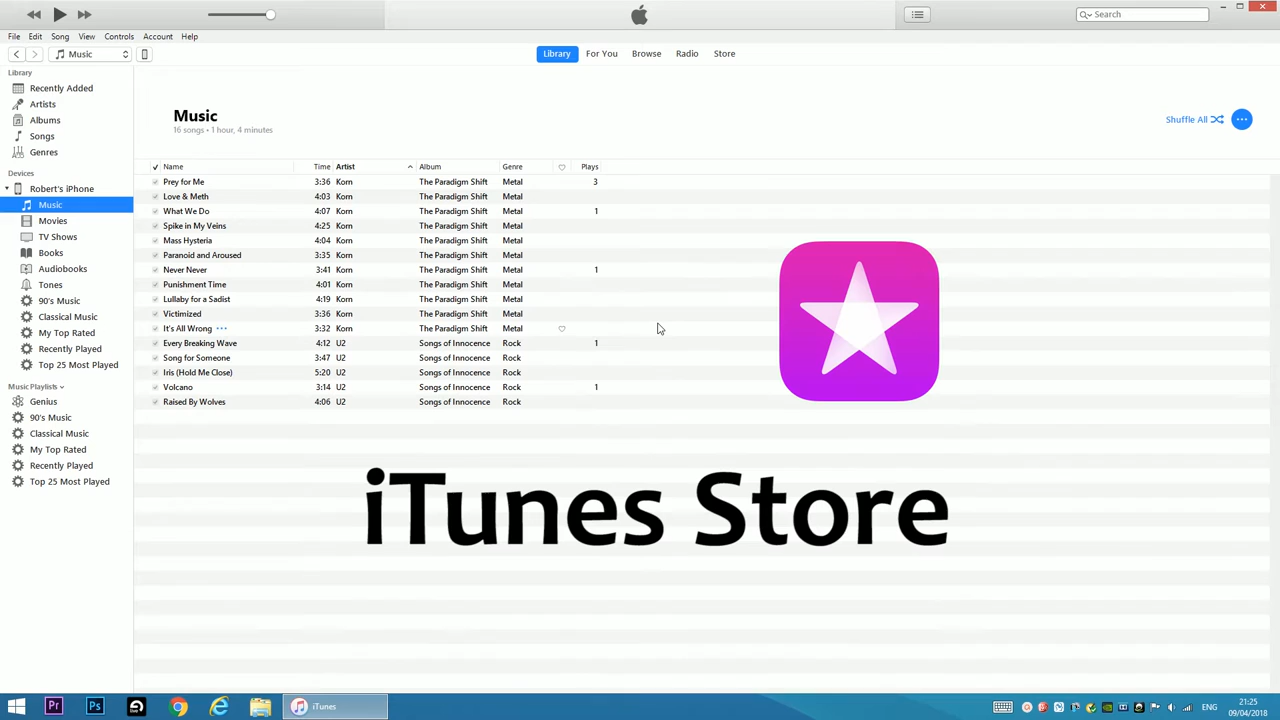 Search
File Edit Song View Controls Account Help
Music
Library For You Browse Radio Store
Library
Recently Added
Artists
Albums
Songs
Genres
Devices
Robert's iPhone
Music
Movies
TV Shows
Books
Audiobooks
Tones
90's Music
Classical Music
My Top Rated
Recently Played
Top 25 Most Played
Music Playlists
Genius
90's Music
Classical Music
My Top Rated
Recently Played
Top 25 Most Played
Music
16 songs • 1 hour, 4 minutes
Shuffle All
Name Time Artist Album Genre Plays
Prey for Me 3:36 Korn The Paradigm Shift Metal 3
Love & Meth 4:03 Korn The Paradigm Shift Metal
What We Do 4:07 Korn The Paradigm Shift Metal 1
Spike in My Veins 4:25 Korn The Paradigm Shift Metal
Mass Hysteria 4:04 Korn The Paradigm Shift Metal
Paranoid and Aroused 3:35 Korn The Paradigm Shift Metal
Never Never 3:41 Korn The Paradigm Shift Metal 1
Punishment Time 4:01 Korn The Paradigm Shift Metal
Lullaby for a Sadist 4:19 Korn The Paradigm Shift Metal
Victimized 3:36 Korn The Paradigm Shift Metal
It's All Wrong ••• 3:32 Korn The Paradigm Shift Metal
Every Breaking Wave 4:12 U2 Songs of Innocence Rock 1
Song for Someone 3:47 U2 Songs of Innocence Rock
Iris (Hold Me Close) 5:20 U2 Songs of Innocence Rock
Volcano 3:14 U2 Songs of Innocence Rock 1
Raised By Wolves 4:06 U2 Songs of Innocence Rock
iTunes Store
Pr Ps iTunes
ENG
21:25
09/04/2018